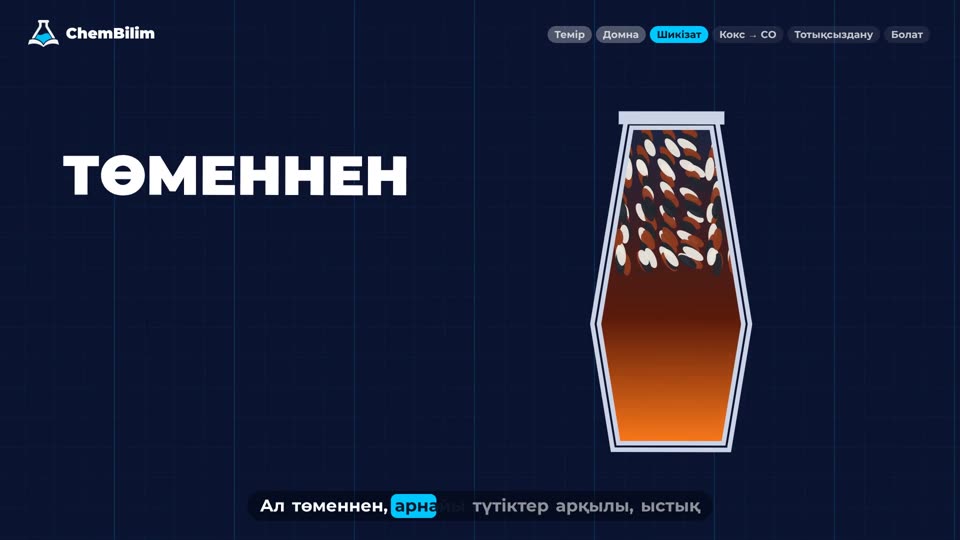 ChemBilim
Темір Домна Шикізат Кокс → CO Тотықсыздану Болат
ТӨМЕННЕН
Ал төменнен, арнайы түтіктер арқылы, ыстық